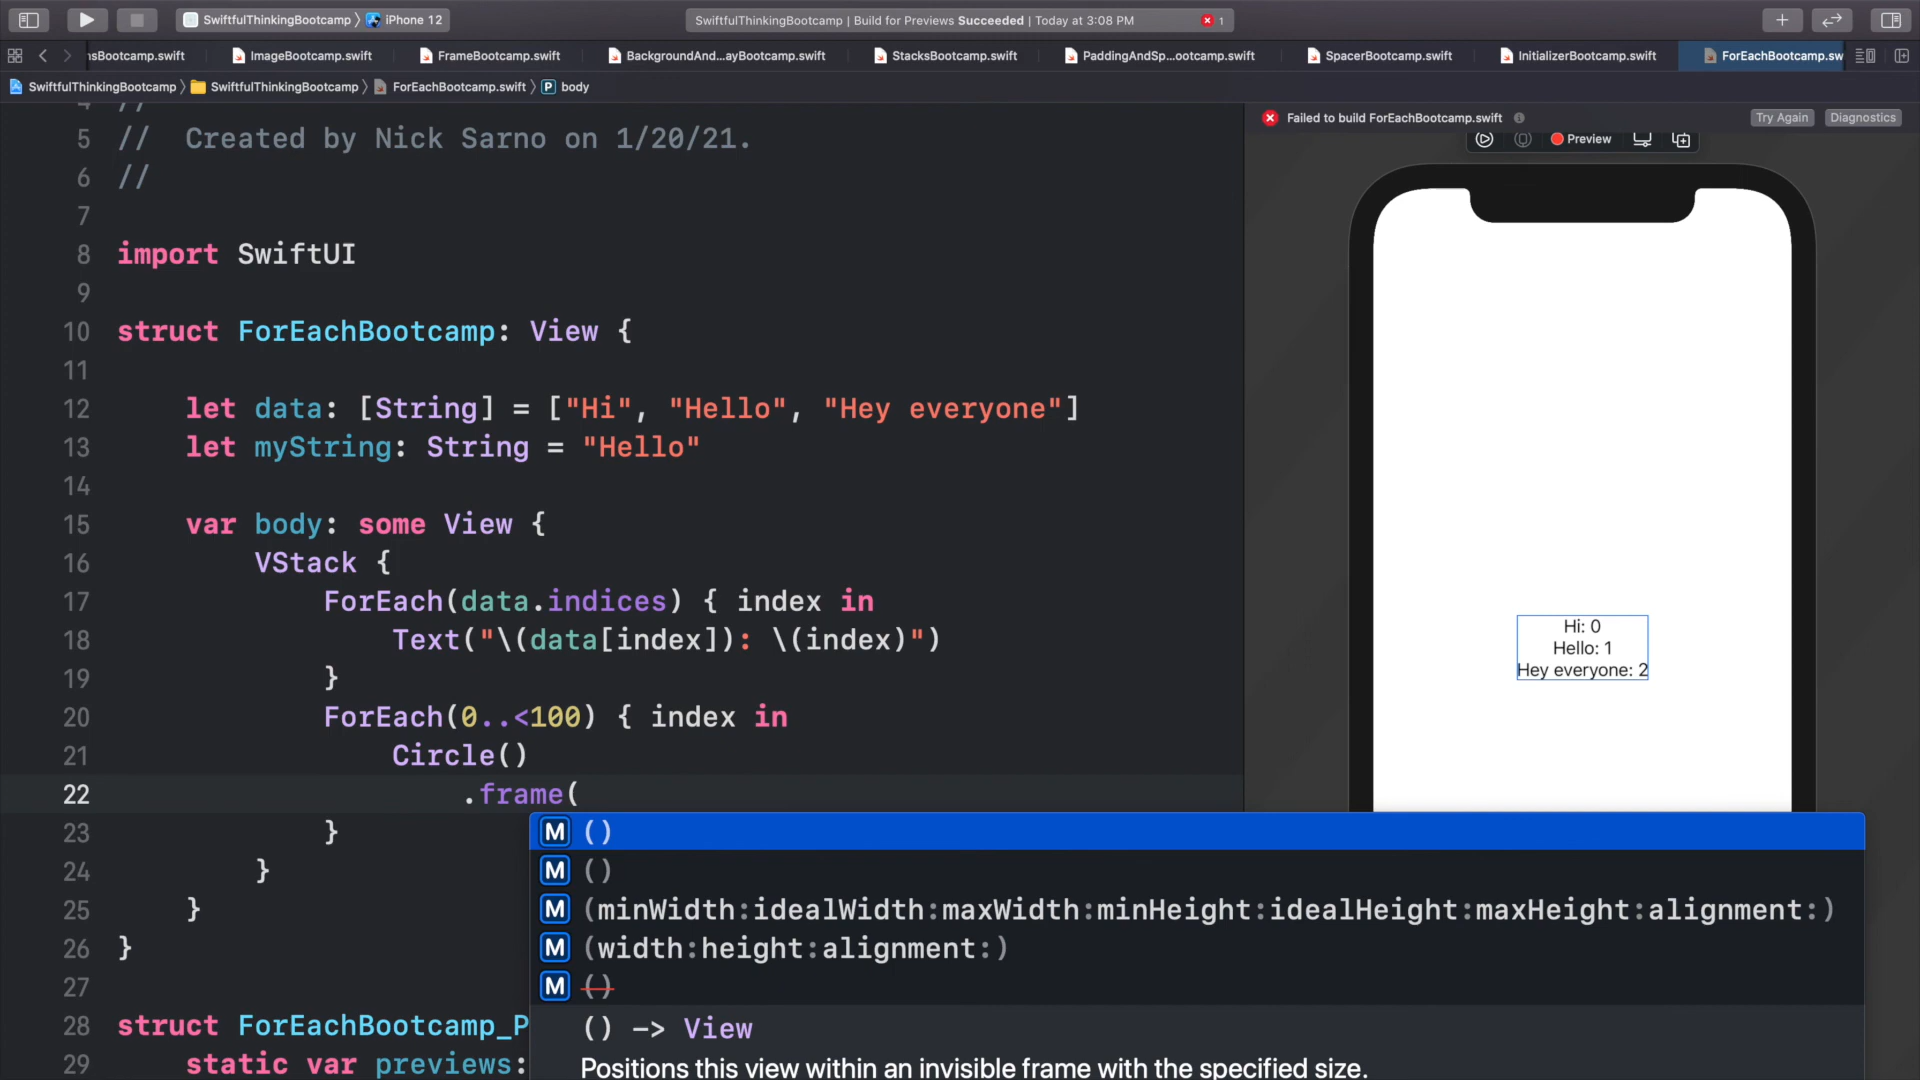 SwiftfulThinkingBootcamp 〉 iPhone 12
SwiftfulThinkingBootcamp | Build for Previews Succeeded | Today at 3:08 PM
1
nsBootcamp.swift
ImageBootcamp.swift
FrameBootcamp.swift
BackgroundAnd...ayBootcamp.swift
StacksBootcamp.swift
PaddingAndSp...ootcamp.swift
SpacerBootcamp.swift
InitializerBootcamp.swift
ForEachBootcamp.sw
SwiftfulThinkingBootcamp 〉 SwiftfulThinkingBootcamp 〉 ForEachBootcamp.swift 〉 P body
4 //
5 //  Created by Nick Sarno on 1/20/21.
6 //
7
8 import SwiftUI
9
10 struct ForEachBootcamp: View {
11
12     let data: [String] = ["Hi", "Hello", "Hey everyone"]
13     let myString: String = "Hello"
14
15     var body: some View {
16         VStack {
17             ForEach(data.indices) { index in
18                 Text("\(data[index]): \(index)")
19             }
20             ForEach(0..<100) { index in
21                 Circle()
22                     .frame(
23             }
24         }
25     }
26 }
27
28 struct ForEachBootcamp_P
29     static var previews:
M ()
M ()
M (minWidth:idealWidth:maxWidth:minHeight:idealHeight:maxHeight:alignment:)
M (width:height:alignment:)
M ()
() -> View
Positions this view within an invisible frame with the specified size.
Failed to build ForEachBootcamp.swift
Try Again
Diagnostics
Preview
Hi: 0
Hello: 1
Hey everyone: 2